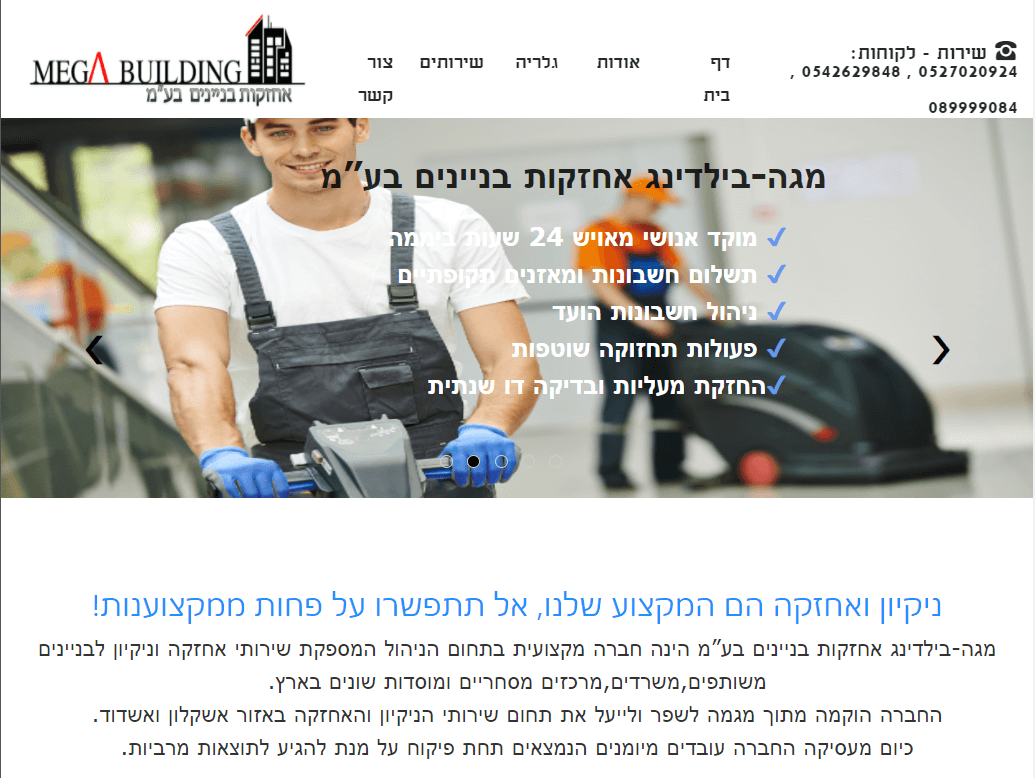 MEGA BUILDING
אחזקות בניינים בע"מ
שירות - לקוחות:
0527020924 , 0542629848 ,
089999084
דף בית
אודות
גלריה
שירותים
צור קשר
מגה-בילדינג אחזקות בניינים בע"מ
✓ מוקד אנושי מאויש 24 שעות ביממה
✓ תשלום חשבונות ומאזנים תקופתיים
✓ ניהול חשבונות הועד
✓ פעולות תחזוקה שוטפות
✓החזקת מעליות ובדיקה דו שנתית
ניקיון ואחזקה הם המקצוע שלנו, אל תתפשרו על פחות ממקצוענות!
מגה-בילדינג אחזקות בניינים בע"מ הינה חברה מקצועית בתחום הניהול המספקת שירותי אחזקה וניקיון לבניינים
משותפים,משרדים,מרכזים מסחריים ומוסדות שונים בארץ.
החברה הוקמה מתוך מגמה לשפר ולייעל את תחום שירותי הניקיון והאחזקה באזור אשקלון ואשדוד.
כיום מעסיקה החברה עובדים מיומנים הנמצאים תחת פיקוח על מנת להגיע לתוצאות מרביות.